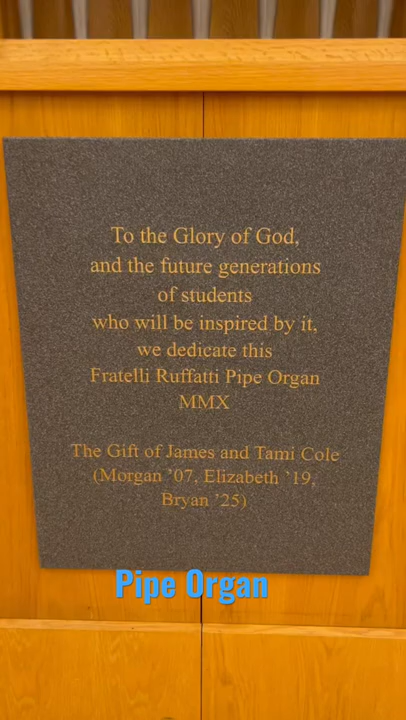 To the Glory of God,
and the future generations
of students
who will be inspired by it,
we dedicate this
Fratelli Ruffatti Pipe Organ
MMX
The Gift of James and Tami Cole
(Morgan ’07, Elizabeth ’19,
Bryan ’25)
Pipe Organ